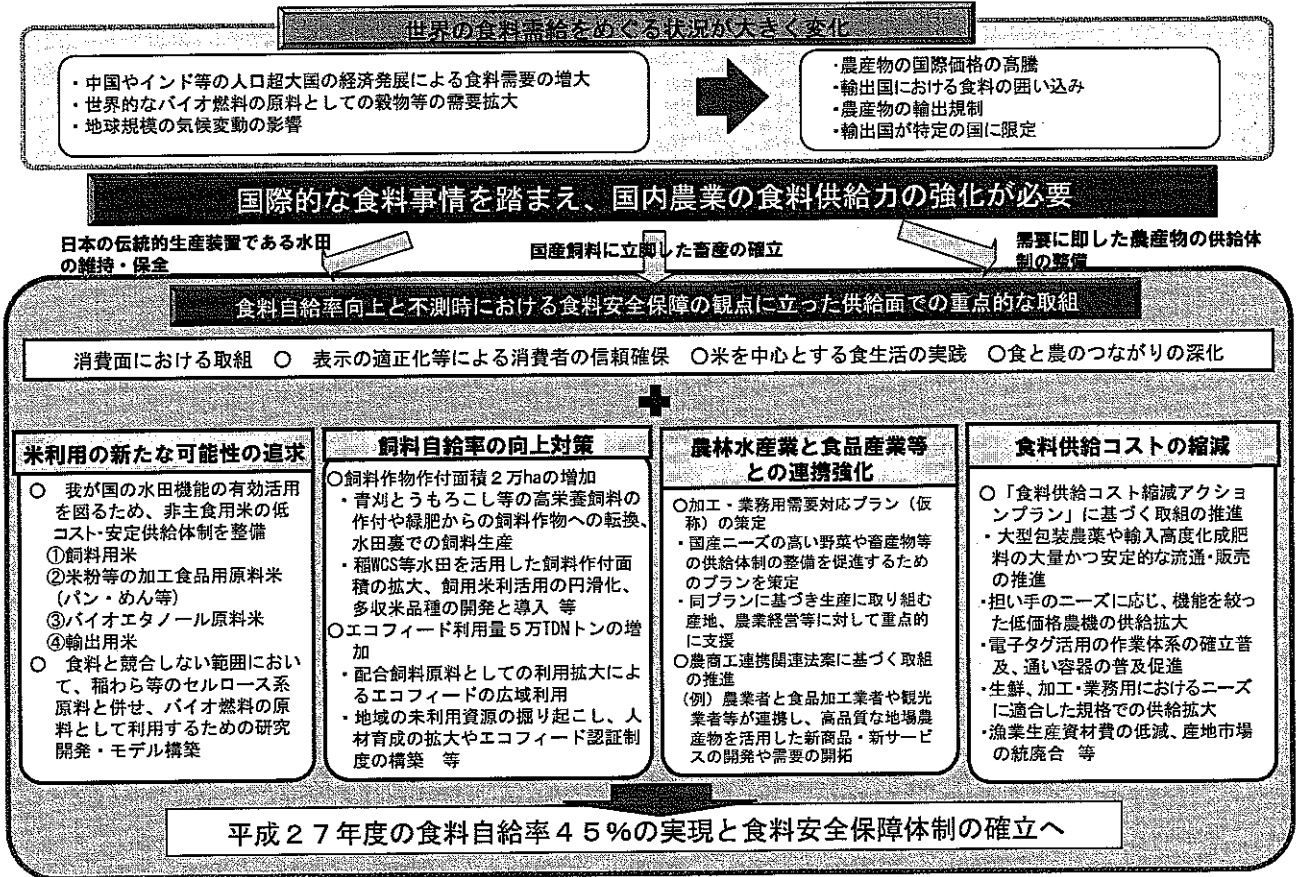 世界の食料需給をめぐる状況が大きく変化
・中国やインド等の人口超大国の経済発展による食料需要の増大
・世界的なバイオ燃料の原料としての穀物等の需要拡大
・地球規模の気候変動の影響
・農産物の国際価格の高騰
・輸出国における食料の囲い込み
・農産物の輸出規制
・輸出国が特定の国に限定
国際的な食料事情を踏まえ、国内農業の食料供給力の強化が必要
日本の伝統的生産装置である水田
の維持・保全
国産飼料に立脚した畜産の確立
需要に即した農産物の供給体
制の整備
食料自給率向上と不測時における食料安全保障の観点に立った供給面での重点的な取組
消費面における取組 ○ 表示の適正化等による消費者の信頼確保 ○米を中心とする食生活の実践 ○食と農のつながりの深化
米利用の新たな可能性の追求
○ 我が国の水田機能の有効活用
を図るため、非主食用米の低
コスト・安定供給体制を整備
①飼料用米
②米粉等の加工食品用原料米
(パン・めん等)
③バイオエタノール原料米
④輸出用米
○ 食料と競合しない範囲におい
て、稲わら等のセルロース系
原料と併せ、バイオ燃料の原
料として利用するための研究
開発・モデル構築
飼料自給率の向上対策
○飼料作物作付面積2万haの増加
・青刈とうもろこし等の高栄養飼料の
作付や緑肥からの飼料作物への転換、
水田裏での飼料生産
・稲WCS等水田を活用した飼料作付面
積の拡大、飼用米利活用の円滑化、
多収米品種の開発と導入 等
○エコフィード利用量5万TDNトンの増
加
・配合飼料原料としての利用拡大に
よるエコフィードの広域利用
・地域の未利用資源の掘り起こし、人
材育成の拡大やエコフィード認証制
度の構築 等
農林水産業と食品産業等
との連携強化
○加工・業務用需要対応プラン（仮
称）の策定
・国産ニーズの高い野菜や畜産物等
の供給体制の整備を促進するため
のプランを策定
・同プランに基づき生産に取り組む
産地、農業経営等に対して重点的
に支援
○農商工連携関連法案に基づく取組
の推進
(例）農業者と食品加工業者や観光
業者等が連携し、高品質な地場農
産物を活用した新商品・新サービ
スの開発や需要の開拓
食料供給コストの縮減
○「食料供給コスト縮減アクショ
ンプラン」に基づく取組の推進
・大型包装農薬や輸入高度化成肥
料の大量かつ安定的な流通・販売
の推進
・担い手のニーズに応じ、機能を絞っ
た低価格農機の供給拡大
・電子タグ活用の作業体系の確立普
及、通い容器の普及促進
・生鮮、加工・業務用におけるニーズ
に適合した規格での供給拡大
・漁業生産資材費の低減、産地市場
の統廃合 等
平成27年度の食料自給率45%の実現と食料安全保障体制の確立へ